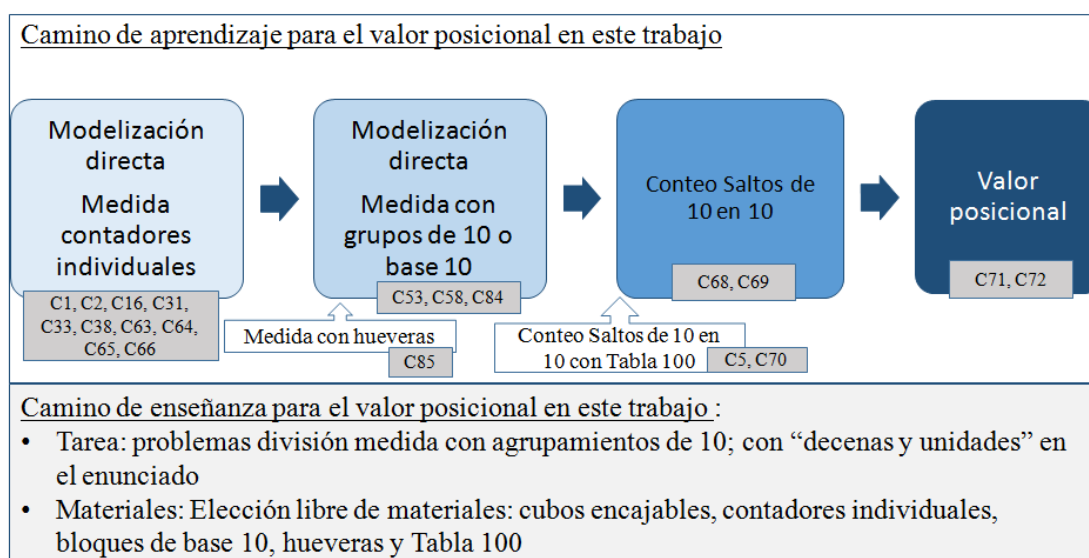 Camino de aprendizaje para el valor posicional en este trabajo
Modelización
directa
Medida
contadores
individuales
C1, C2, C16, C31,
C33, C38, C63, C64,
C65, C66
Modelización
directa
Medida con
grupos de 10 o
base 10
C53, C58, C84
Medida con hueveras
C85
Conteo Saltos de
10 en 10
C68, C69
Conteo Saltos de 10 en
10 con Tabla 100
C5, C70
Valor
posicional
C71, C72
Camino de enseñanza para el valor posicional en este trabajo :
• Tarea: problemas división medida con agrupamientos de 10; con “decenas y unidades” en
el enunciado
• Materiales: Elección libre de materiales: cubos encajables, contadores individuales,
bloques de base 10, hueveras y Tabla 100